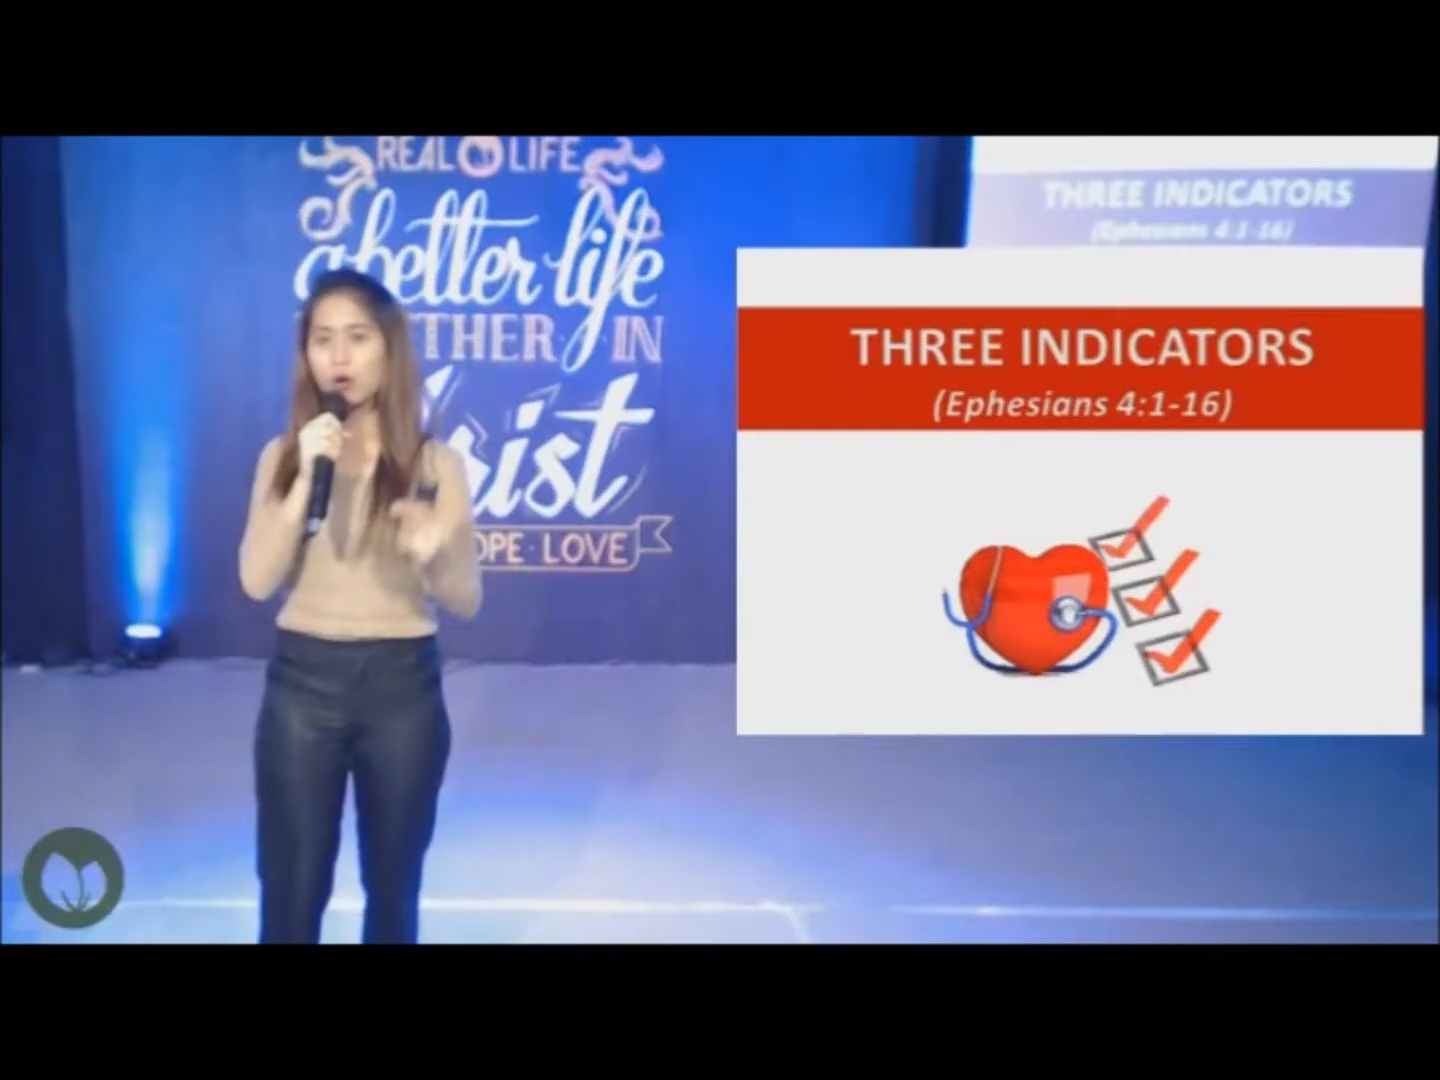 REAL LIFE
a better life
THER IN
rist
OPE · LOVE
THREE INDICATORS
(Ephesians 4:1-16)
THREE INDICATORS
(Ephesians 4:1-16)